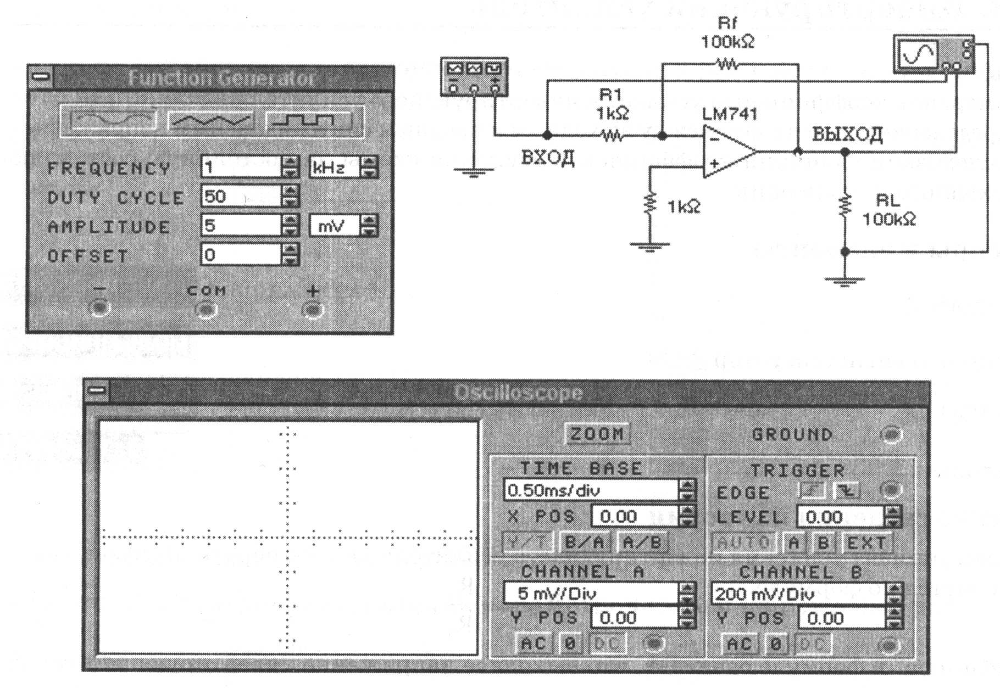 Function Generator
FREQUENCY 1 kHz
DUTY CYCLE 50
AMPLITUDE 5 mV
OFFSET 0
- COM +
Rf
100kΩ
- +
R1
1kΩ
LM741
ВХОД
ВЫХОД
-
+
1kΩ
RL
100kΩ
Oscilloscope
ZOOM
GROUND
TIME BASE
0.50ms/div
X POS 0.00
Y/T B/A A/B
TRIGGER
EDGE
LEVEL 0.00
AUTO A B EXT
CHANNEL A
5 mV/Div
Y POS 0.00
AC 0 DC
CHANNEL B
200 mV/Div
Y POS 0.00
AC 0 DC